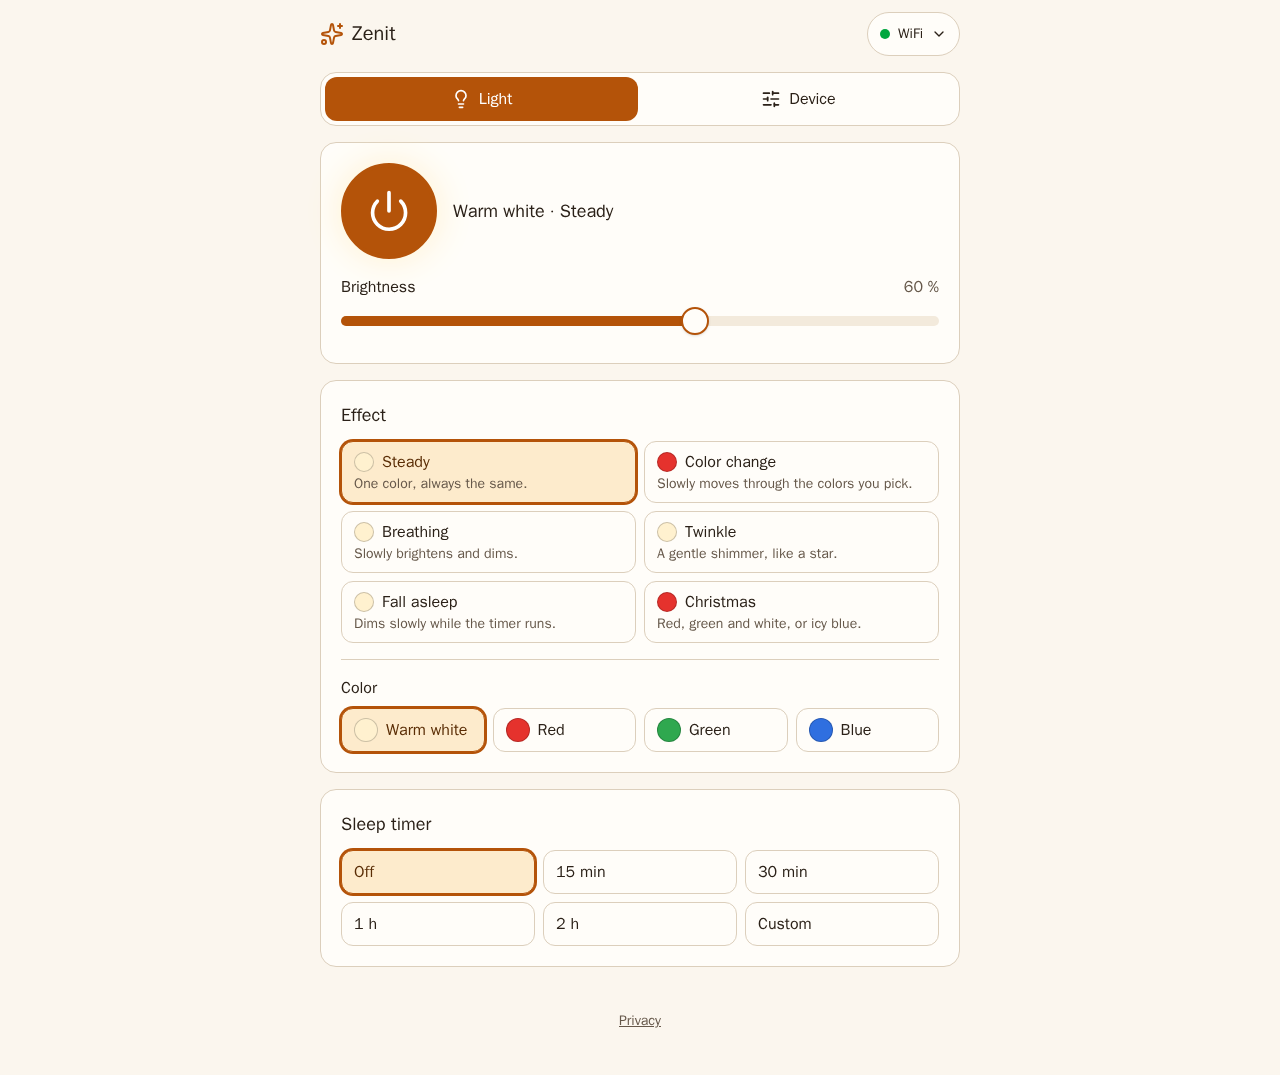 Zenit
WiFi
Light
Device
Warm white · Steady
Brightness
60 %
Effect
Steady
One color, always the same.
Color change
Slowly moves through the colors you pick.
Breathing
Slowly brightens and dims.
Twinkle
A gentle shimmer, like a star.
Fall asleep
Dims slowly while the timer runs.
Christmas
Red, green and white, or icy blue.
Color
Warm white
Red
Green
Blue
Sleep timer
Off
15 min
30 min
1 h
2 h
Custom
Privacy